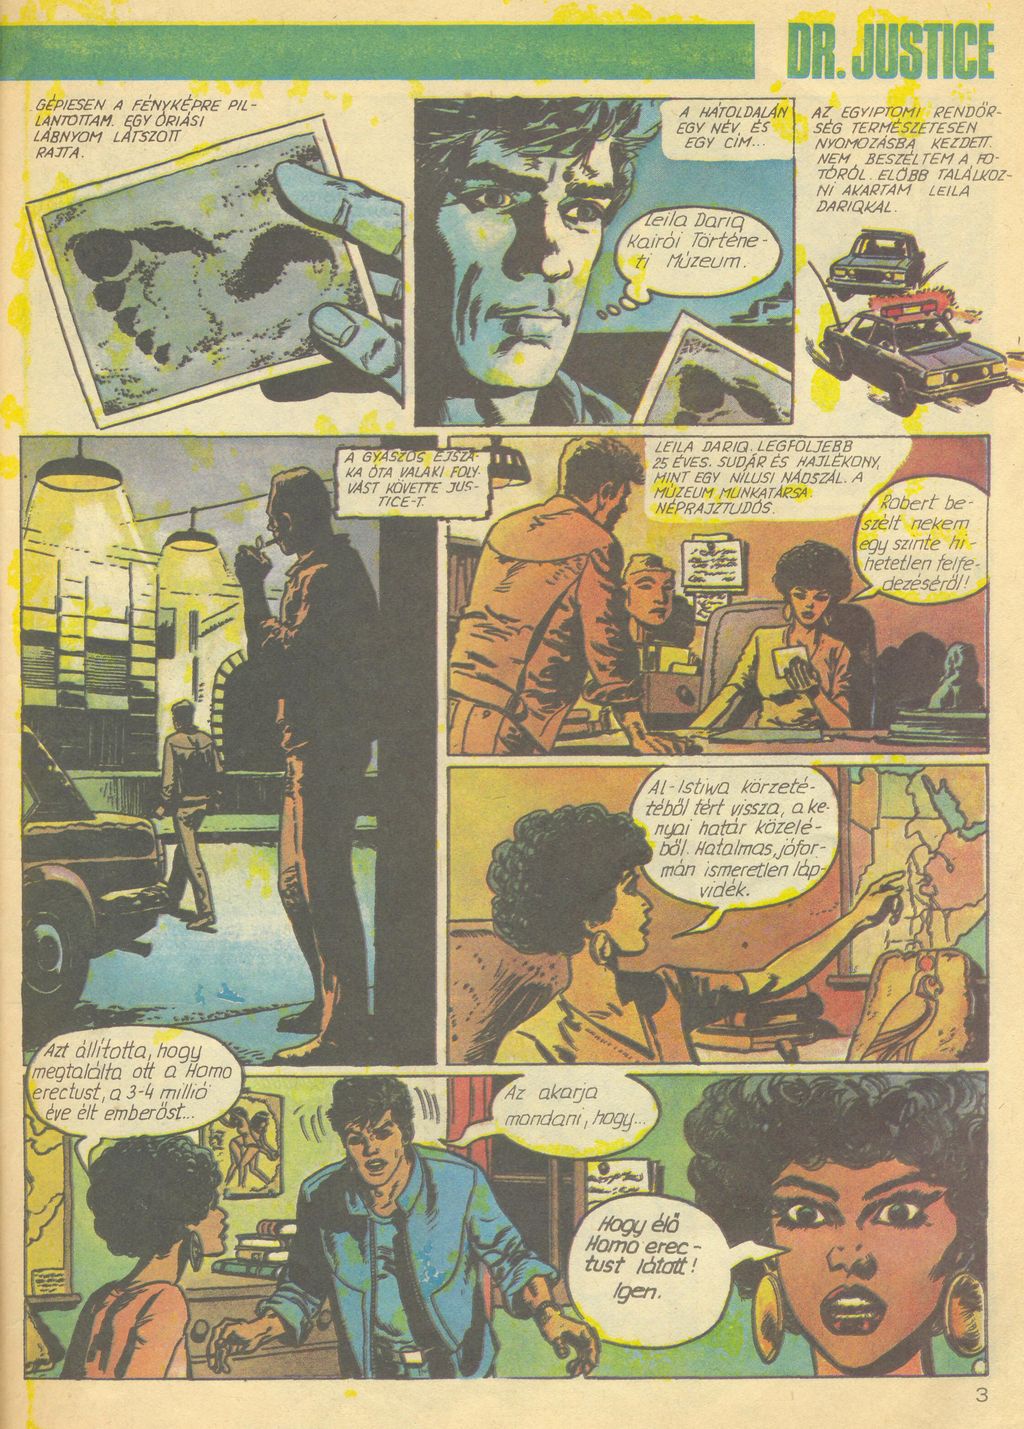 DR. JUSTICE
GÉPIESEN A FÉNYKÉPRE PIL-
LANTOTTAM. EGY ÓRIÁSI
LÁBNYOM LÁTSZOTT
RAJTA.
A HÁTOLDALÁN
EGY NÉV, ÉS
EGY CÍM...
Leila Dariq
Kairói Történe-
ti Múzeum.
AZ EGYIPTOMI RENDŐR-
SÉG TERMÉSZETESEN
NYOMOZÁSBA KEZDETT.
NEM BESZÉLTEM A FO-
TÓRÓL. ELŐBB TALÁLKOZ-
NI AKARTAM LEILA
DARIQKAL.
A GYÁSZOS ÉJSZA-
KA ÓTA VALAKI FOLY-
VÁST KÖVETTE JUS-
TICE-T.
LEILA DARIQ. LEGFÖLJEBB
25 ÉVES. SUDÁR ÉS HAJLÉKONY,
MINT EGY NÍLUSI NÁDSZÁL. A
MÚZEUM MUNKATÁRSA.
NÉPRAJZTUDÓS.
Robert be-
szélt nekem
egy szinte hi-
hetetlen felfe-
dezéséről!
Al-Istiwa körzeté-
téből tért vissza, a ke-
nyai határ közelé-
ből. Hatalmas, jófor-
mán ismeretlen láp-
vidék.
Azt állította, hogy
megtalálta ott a Homo
erectust, a 3-4 millió
éve élt emberőst...
Az akarja
mondani, hogy...
Hogy élő
Homo erec-
tust látott!
Igen.
3